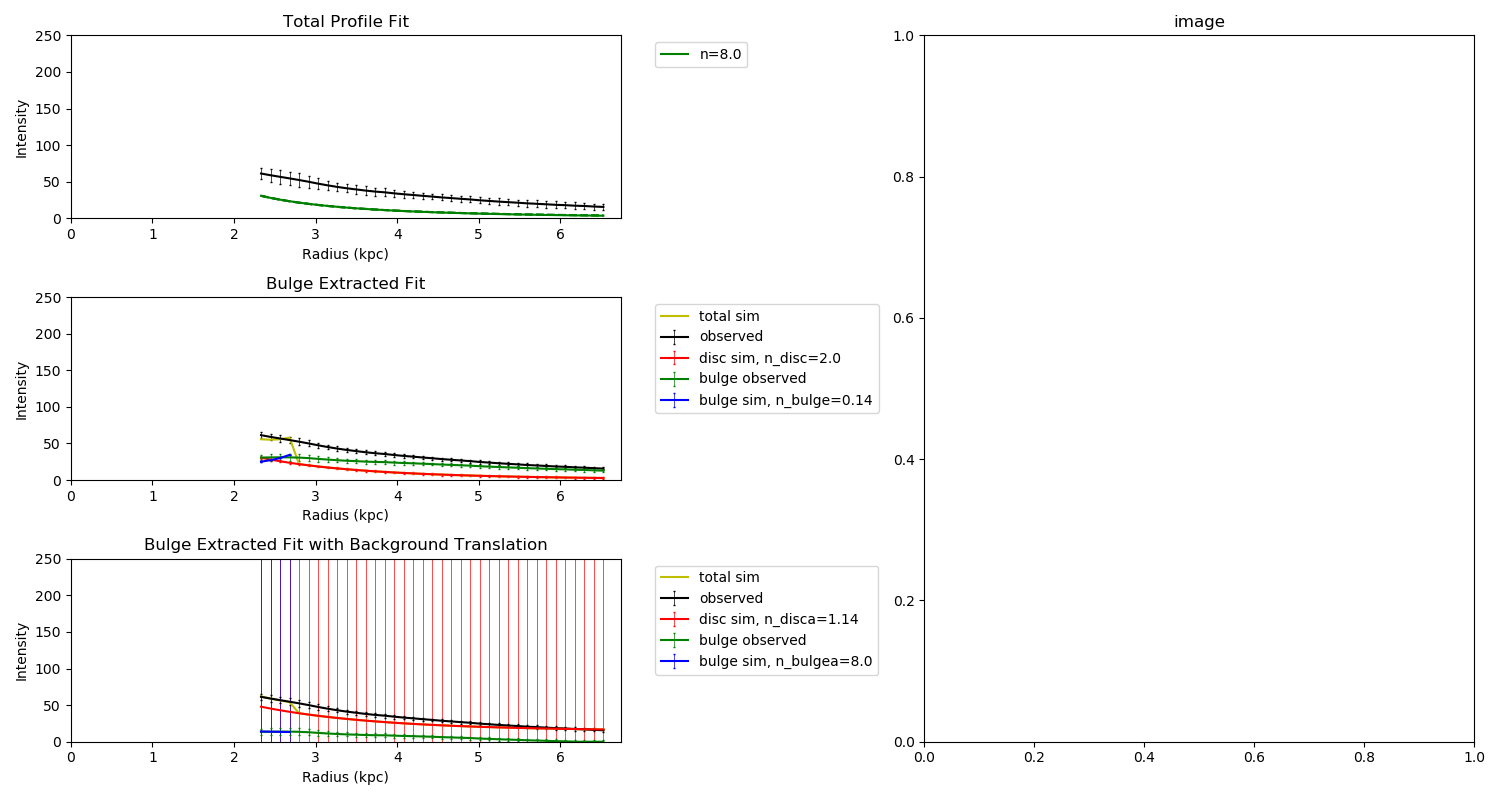 Total Profile Fit
250
200
150
100
50
0
Intensity
0 1 2 3 4 5 6
Radius (kpc)
n=8.0
Bulge Extracted Fit
250
200
150
100
50
0
Intensity
0 1 2 3 4 5 6
Radius (kpc)
total sim
observed
disc sim, n_disc=2.0
bulge observed
bulge sim, n_bulge=0.14
Bulge Extracted Fit with Background Translation
250
200
150
100
50
0
Intensity
0 1 2 3 4 5 6
Radius (kpc)
total sim
observed
disc sim, n_disca=1.14
bulge observed
bulge sim, n_bulgea=8.0
image
1.0
0.8
0.6
0.4
0.2
0.0
0.0 0.2 0.4 0.6 0.8 1.0